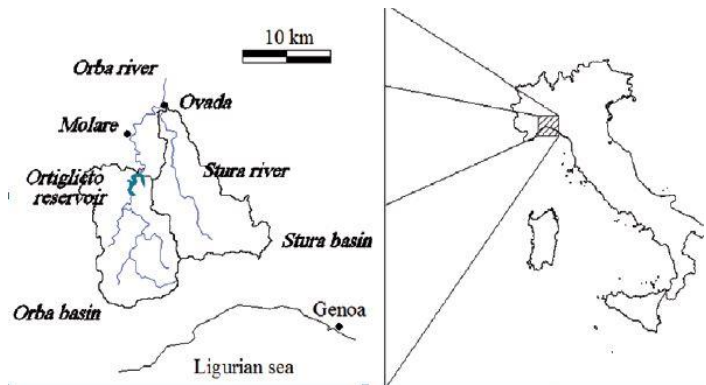 10 km
Orba river
Ovada
Molare
Ortiglieto
reservoir
Stura river
Stura basin
Orba basin
Genoa
Ligurian sea